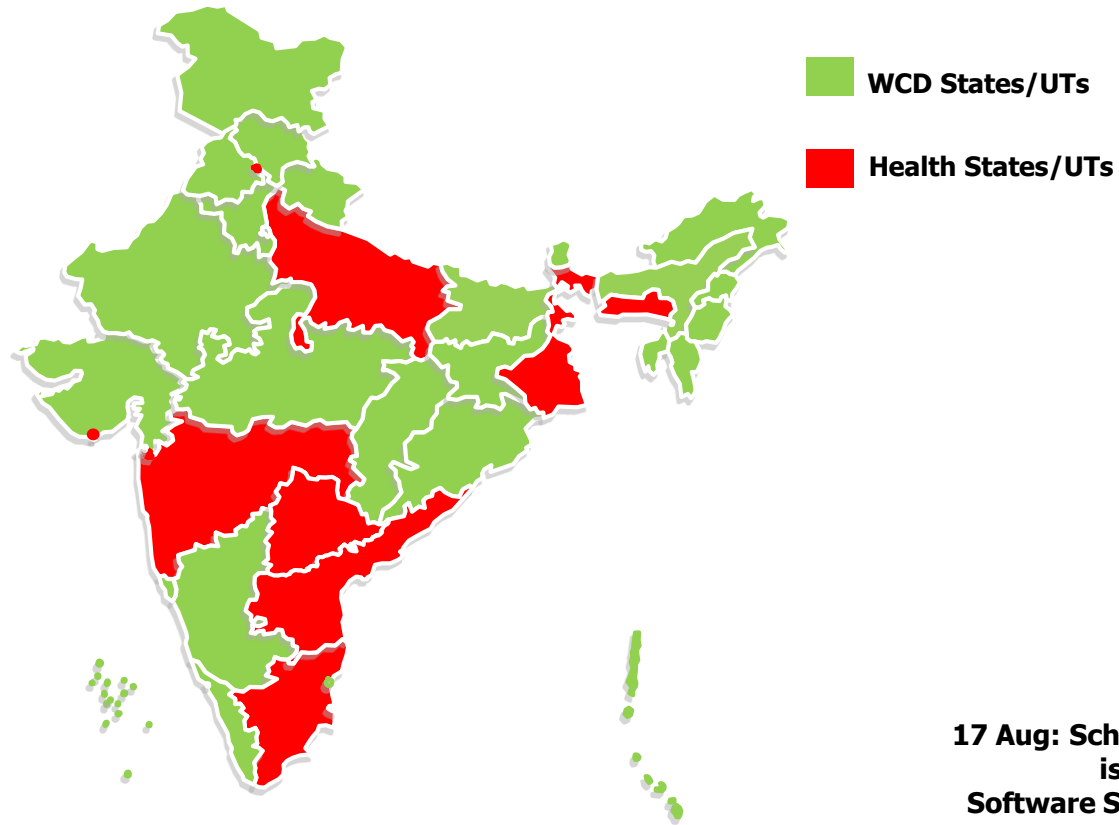 WCD States/UTs
Health States/UTs
17 Aug: Sch
is
Software S